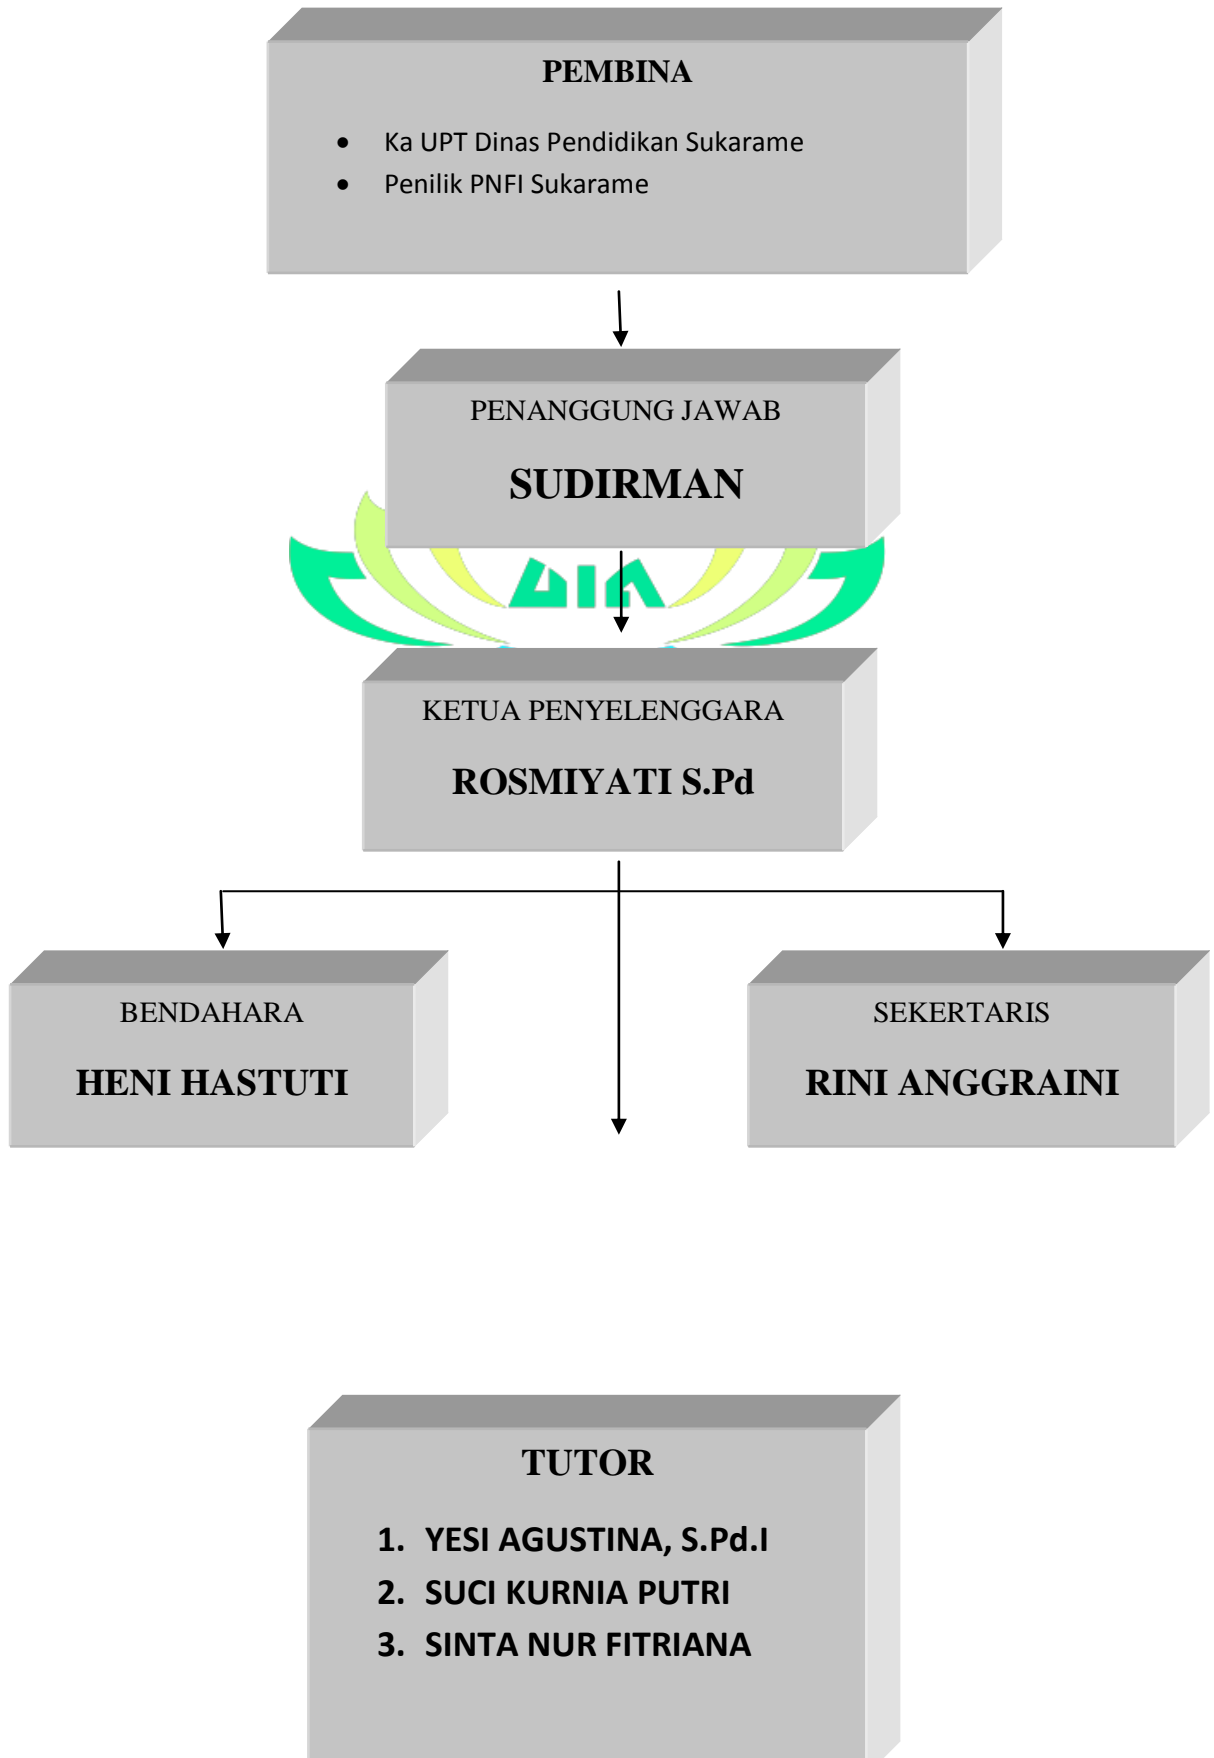 PEMBINA
• Ka UPT Dinas Pendidikan Sukarame
• Penilik PNFI Sukarame
PENANGGUNG JAWAB
SUDIRMAN
KETUA PENYELENGGARA
ROSMIYATI S.Pd
BENDAHARA
HENI HASTUTI
SEKERTARIS
RINI ANGGRAINI
TUTOR
1. YESI AGUSTINA, S.Pd.I
2. SUCI KURNIA PUTRI
3. SINTA NUR FITRIANA